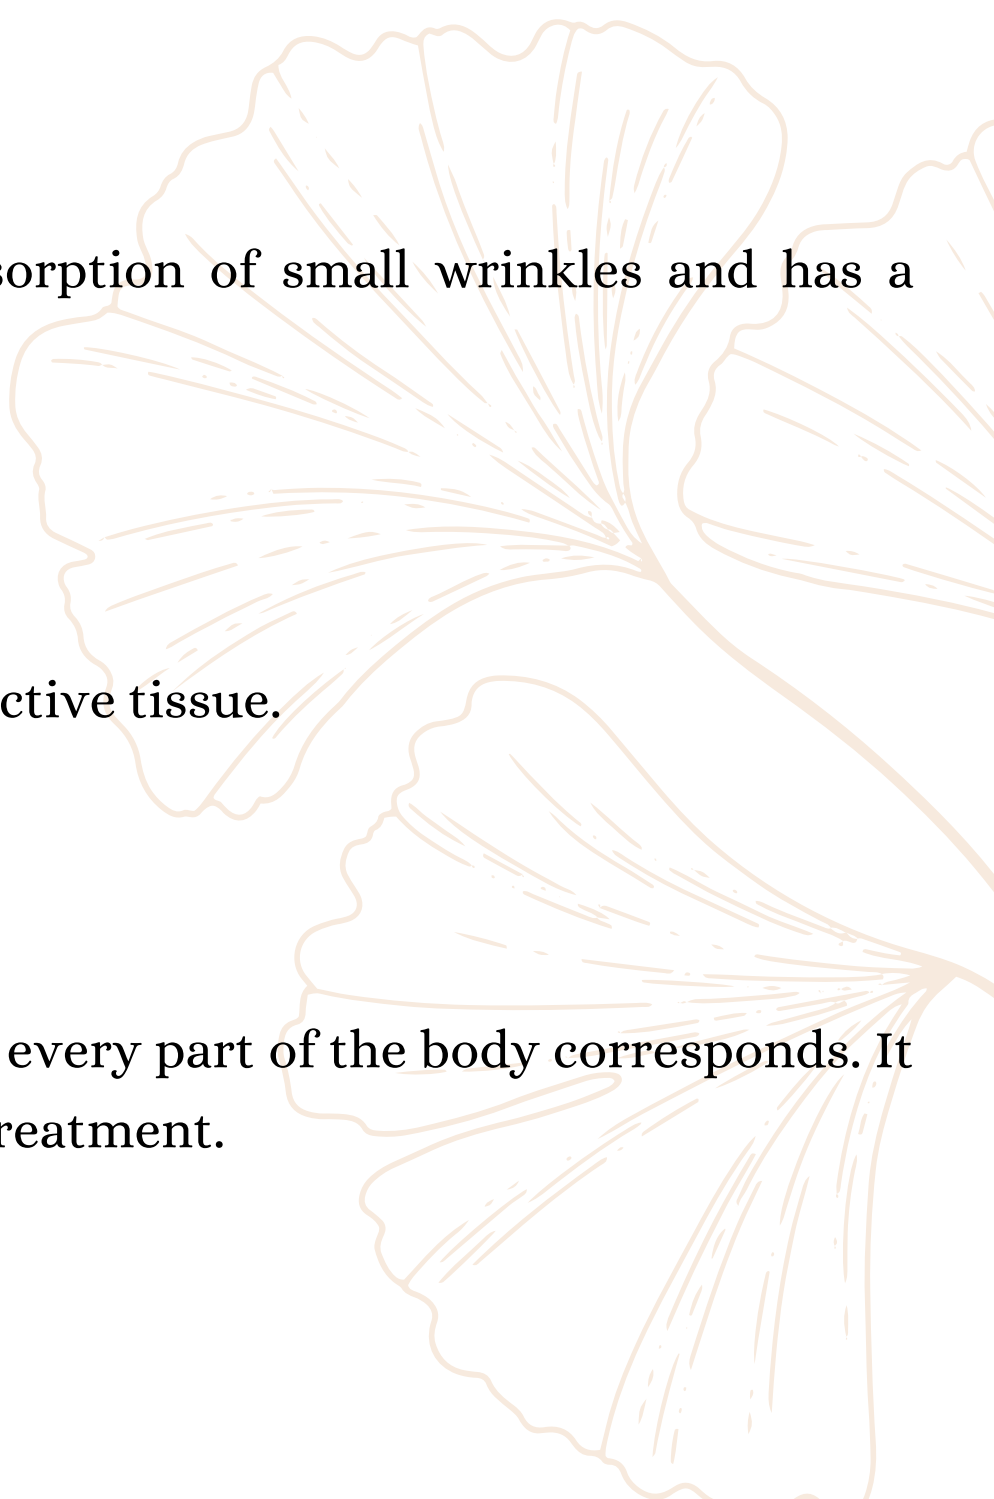 sorption of small wrinkles and has a
ctive tissue.
every part of the body corresponds. It
reatment.